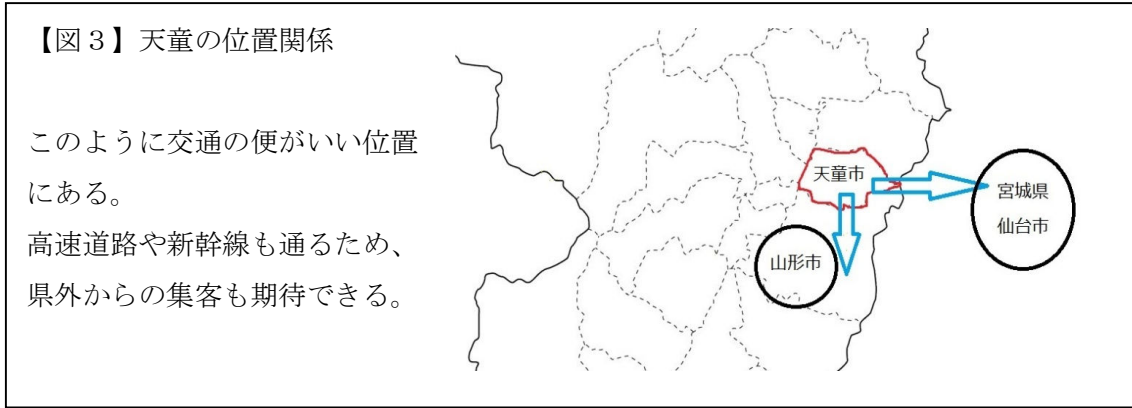 【図３】天童の位置関係
このように交通の便がいい位置
にある。
高速道路や新幹線も通るため、
県外からの集客も期待できる。
天童市
宮城県
仙台市
山形市